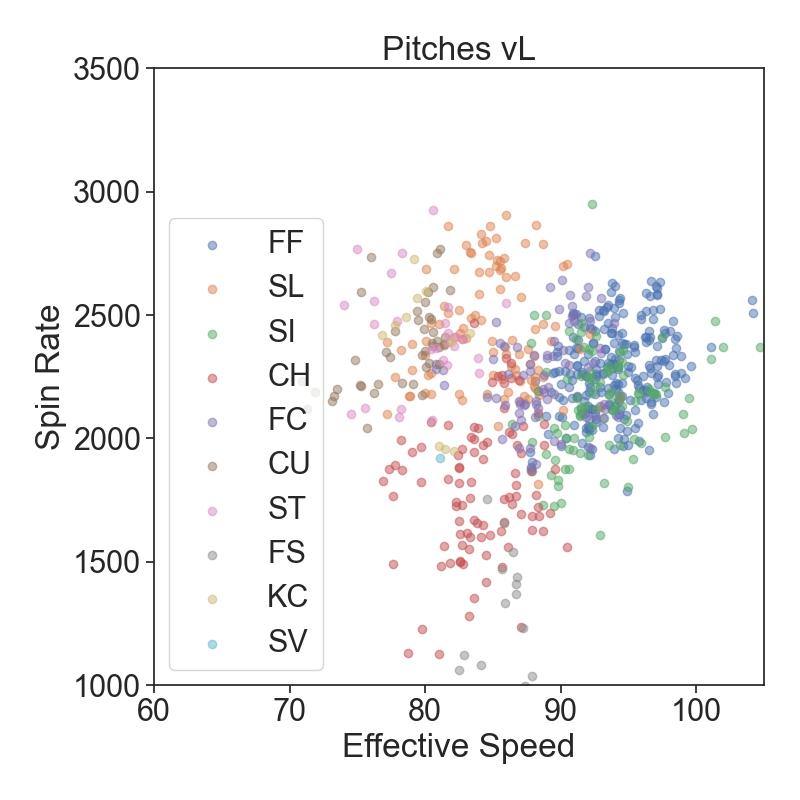 Pitches vL
3500
3000
2500
2000
1500
1000
Spin Rate
FF
SL
SI
CH
FC
CU
ST
FS
KC
SV
60
70
80
90
100
Effective Speed